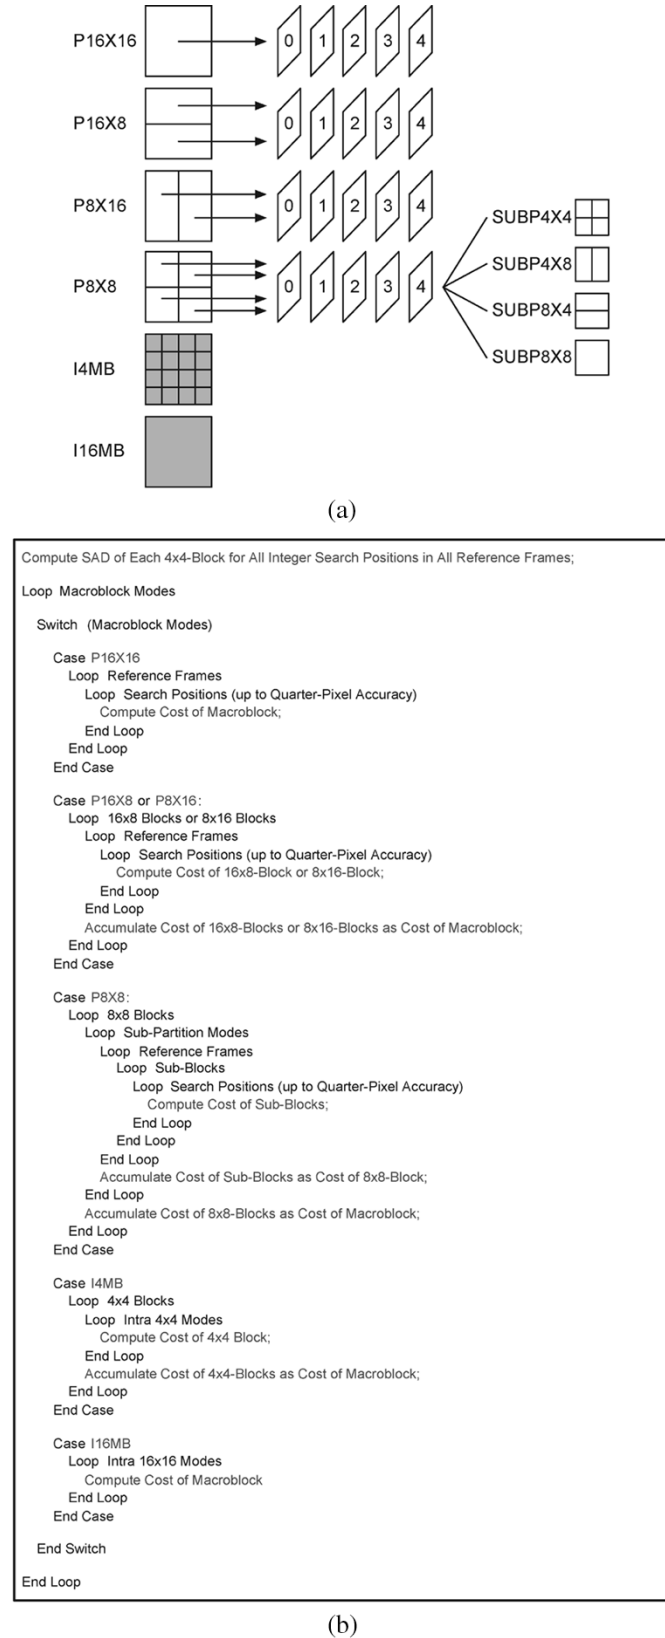 P16X16 0 1 2 3 4
P16X8 0 1 2 3 4
P8X16 0 1 2 3 4
P8X8 0 1 2 3 4
SUBP4X4
SUBP4X8
SUBP8X4
SUBP8X8
I4MB
I16MB
(a)
Compute SAD of Each 4x4-Block for All Integer Search Positions in All Reference Frames;
Loop Macroblock Modes
Switch (Macroblock Modes)
Case P16X16
Loop Reference Frames
Loop Search Positions (up to Quarter-Pixel Accuracy)
Compute Cost of Macroblock;
End Loop
End Loop
End Case
Case P16X8 or P8X16:
Loop 16x8 Blocks or 8x16 Blocks
Loop Reference Frames
Loop Search Positions (up to Quarter-Pixel Accuracy)
Compute Cost of 16x8-Block or 8x16-Block;
End Loop
End Loop
Accumulate Cost of 16x8-Blocks or 8x16-Blocks as Cost of Macroblock;
End Loop
End Case
Case P8X8:
Loop 8x8 Blocks
Loop Sub-Partition Modes
Loop Reference Frames
Loop Sub-Blocks
Loop Search Positions (up to Quarter-Pixel Accuracy)
Compute Cost of Sub-Blocks;
End Loop
End Loop
End Loop
Accumulate Cost of Sub-Blocks as Cost of 8x8-Block;
End Loop
Accumulate Cost of 8x8-Blocks as Cost of Macroblock;
End Loop
End Case
Case I4MB
Loop 4x4 Blocks
Loop Intra 4x4 Modes
Compute Cost of 4x4 Block;
End Loop
Accumulate Cost of 4x4-Blocks as Cost of Macroblock;
End Loop
End Case
Case I16MB
Loop Intra 16x16 Modes
Compute Cost of Macroblock
End Loop
End Case
End Switch
End Loop
(b)